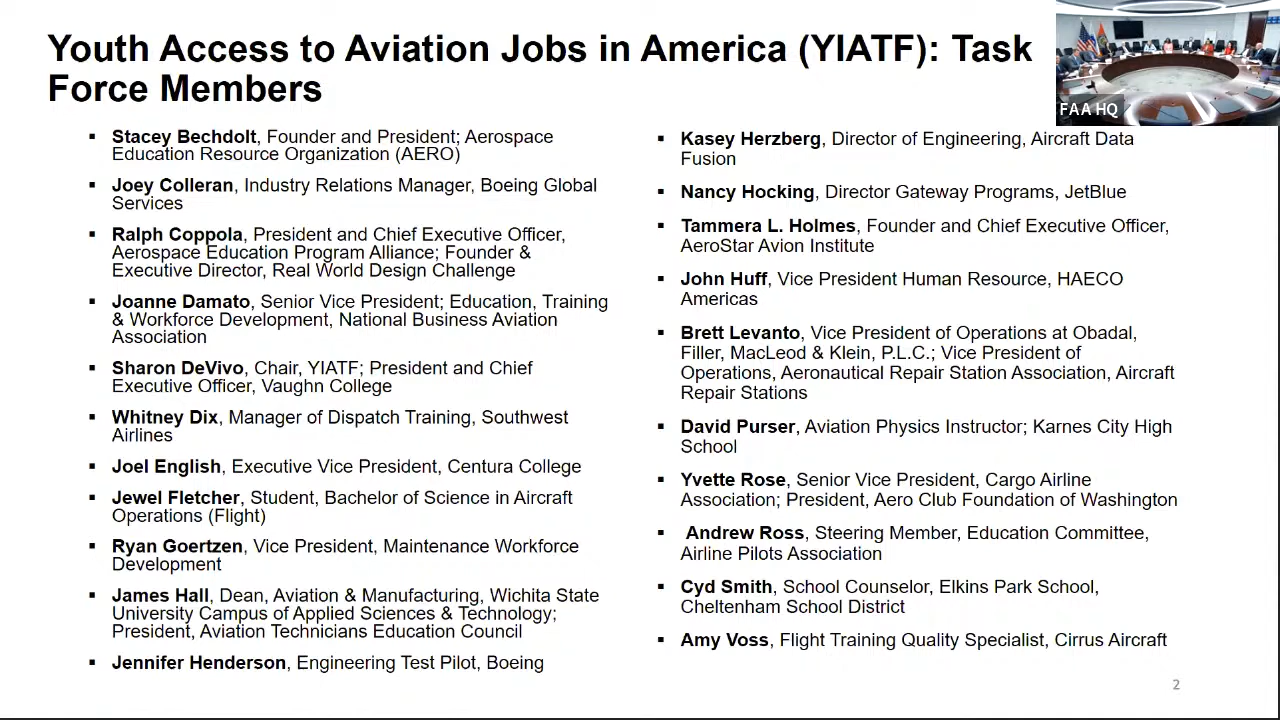 Youth Access to Aviation Jobs in America (YIATF): Task
Force Members
FAA HQ
▪ Stacey Bechdolt, Founder and President; Aerospace
Education Resource Organization (AERO)
▪ Joey Colleran, Industry Relations Manager, Boeing Global
Services
▪ Ralph Coppola, President and Chief Executive Officer,
Aerospace Education Program Alliance; Founder &
Executive Director, Real World Design Challenge
▪ Joanne Damato, Senior Vice President; Education, Training
& Workforce Development, National Business Aviation
Association
▪ Sharon DeVivo, Chair, YIATF; President and Chief
Executive Officer, Vaughn College
▪ Whitney Dix, Manager of Dispatch Training, Southwest
Airlines
▪ Joel English, Executive Vice President, Centura College
▪ Jewel Fletcher, Student, Bachelor of Science in Aircraft
Operations (Flight)
▪ Ryan Goertzen, Vice President, Maintenance Workforce
Development
▪ James Hall, Dean, Aviation & Manufacturing, Wichita State
University Campus of Applied Sciences & Technology;
President, Aviation Technicians Education Council
▪ Jennifer Henderson, Engineering Test Pilot, Boeing
▪ Kasey Herzberg, Director of Engineering, Aircraft Data
Fusion
▪ Nancy Hocking, Director Gateway Programs, JetBlue
▪ Tammera L. Holmes, Founder and Chief Executive Officer,
AeroStar Avion Institute
▪ John Huff, Vice President Human Resource, HAECO
Americas
▪ Brett Levanto, Vice President of Operations at Obadal,
Filler, MacLeod & Klein, P.L.C.; Vice President of
Operations, Aeronautical Repair Station Association, Aircraft
Repair Stations
▪ David Purser, Aviation Physics Instructor; Karnes City High
School
▪ Yvette Rose, Senior Vice President, Cargo Airline
Association; President, Aero Club Foundation of Washington
▪ Andrew Ross, Steering Member, Education Committee,
Airline Pilots Association
▪ Cyd Smith, School Counselor, Elkins Park School,
Cheltenham School District
▪ Amy Voss, Flight Training Quality Specialist, Cirrus Aircraft
2